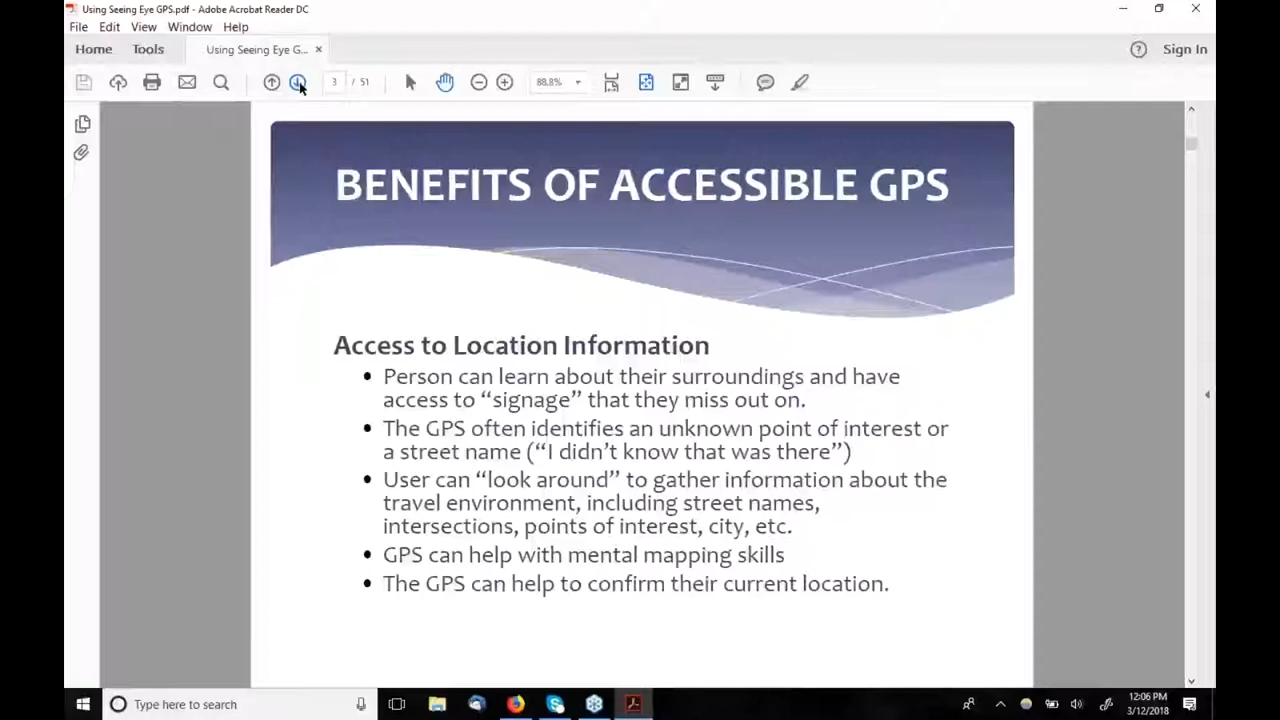 Using Seeing Eye GPS.pdf - Adobe Acrobat Reader DC
File Edit View Window Help
Home Tools Using Seeing Eye G... × Sign In
3 / 51 88.8%
BENEFITS OF ACCESSIBLE GPS
Access to Location Information
• Person can learn about their surroundings and have
access to “signage” that they miss out on.
• The GPS often identifies an unknown point of interest or
a street name (“I didn’t know that was there”)
• User can “look around” to gather information about the
travel environment, including street names,
intersections, points of interest, city, etc.
• GPS can help with mental mapping skills
• The GPS can help to confirm their current location.
Type here to search
12:06 PM
3/12/2018